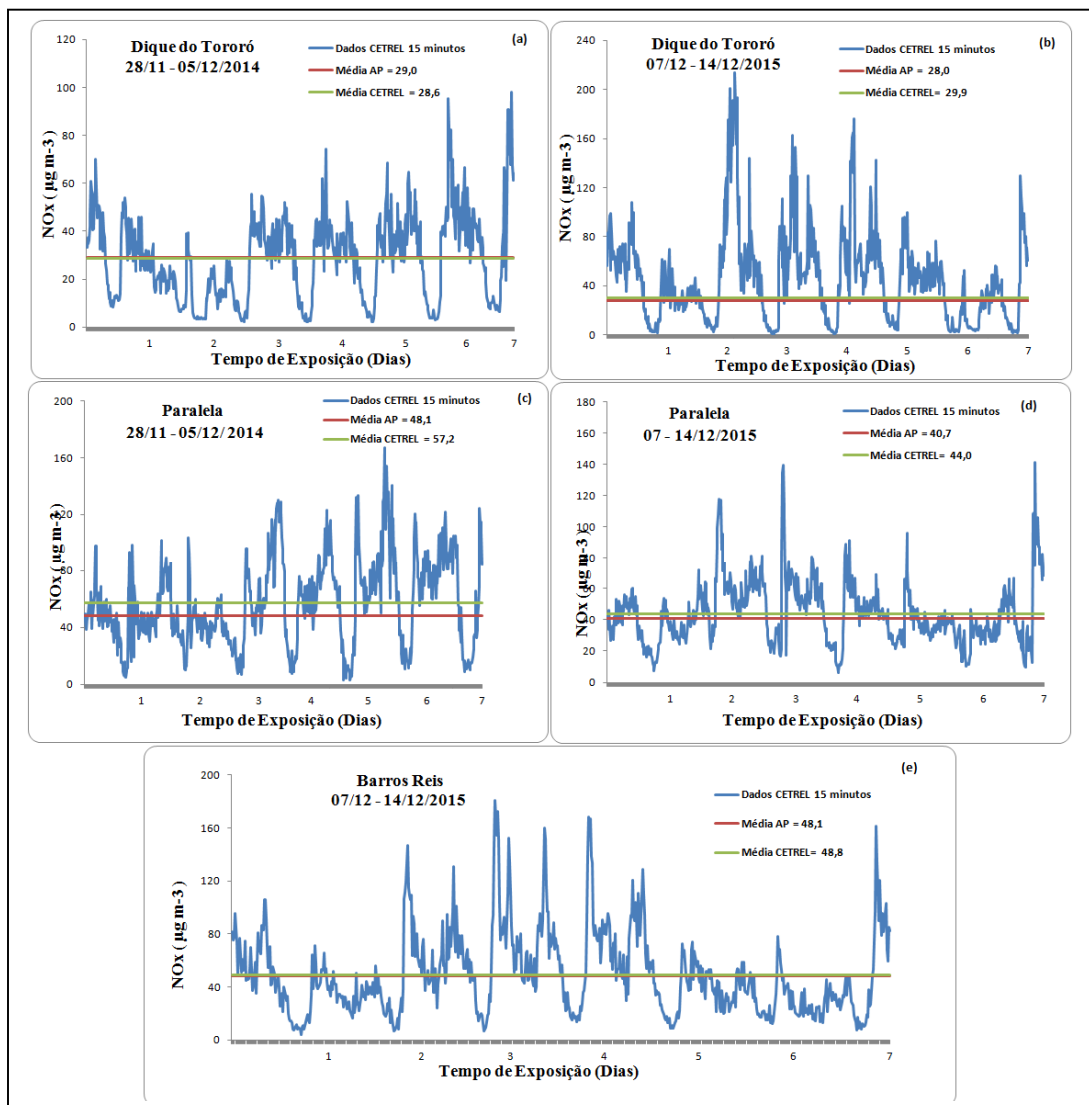 (a)
Dique do Tororó
28/11 - 05/12/2014
Dados CETREL 15 minutos
Média AP = 29,0
Média CETREL = 28,6
NOx ( µg m-3 )
120
100
80
60
40
20
0
1 2 3 4 5 6 7
Tempo de Exposição (Dias)
(b)
Dique do Tororó
07/12 - 14/12/2015
Dados CETREL 15 minutos
Média AP = 28,0
Média CETREL= 29,9
NOx ( µg m-3 )
240
200
160
120
80
40
0
1 2 3 4 5 6 7
Tempo de Exposição (Dias)
(c)
Paralela
28/11 - 05/12/ 2014
Dados CETREL 15 minutos
Média AP = 48,1
Média CETREL = 57,2
NOx ( µg m-3 )
200
160
120
80
40
0
1 2 3 4 5 6 7
Tempo de Exposição (Dias)
(d)
Paralela
07 - 14/12/2015
Dados CETREL 15 minutos
Média AP = 40,7
Média CETREL= 44,0
NOx ( µg m-3 )
180
160
140
120
100
80
60
40
20
0
1 2 3 4 5 6 7
Tempo de Exposição (Dias)
(e)
Barros Reis
07/12 - 14/12/2015
Dados CETREL 15 minutos
Média AP = 48,1
Média CETREL= 48,8
NOx ( µg m-3 )
200
160
120
80
40
0
1 2 3 4 5 6 7
Tempo de Exposição (Dias)